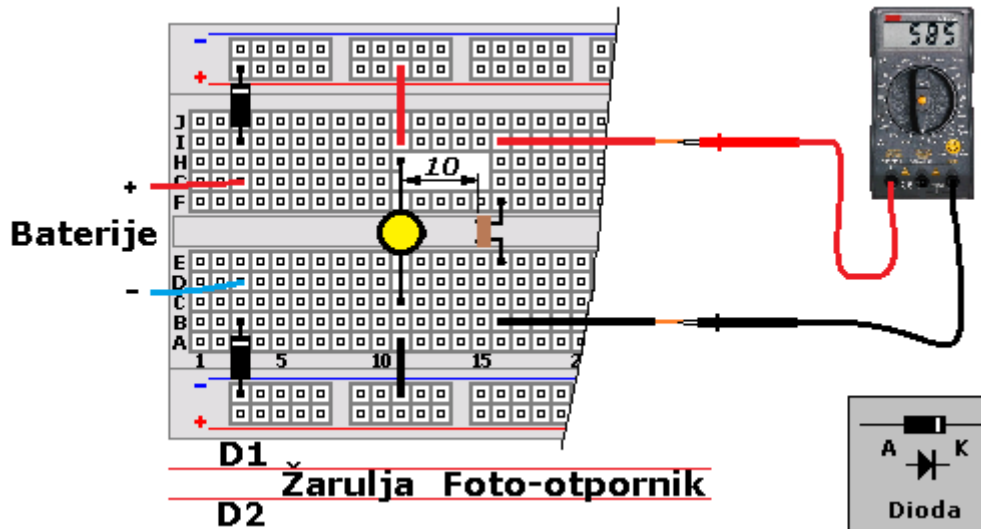 -
+
585
J
I
H
G
F
10
+
Baterije
-
E
D
C
B
A
1 5 10 15 2
-
+
D1
Žarulja Foto-otpornik
D2
A K
Dioda